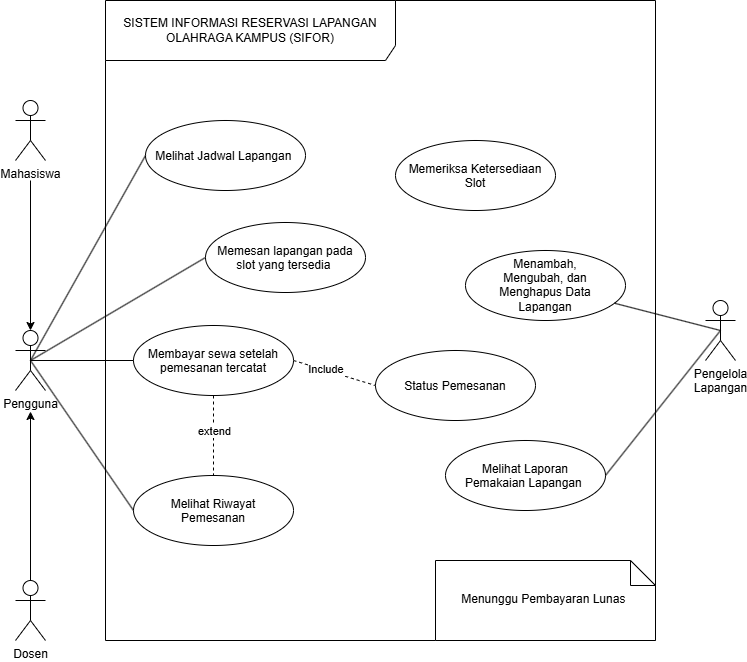 SISTEM INFORMASI RESERVASI LAPANGAN
OLAHRAGA KAMPUS (SIFOR)
Mahasiswa
Melihat Jadwal Lapangan
Memeriksa Ketersediaan
Slot
Memesan lapangan pada
slot yang tersedia
Menambah,
Mengubah, dan
Menghapus Data
Lapangan
Membayar sewa setelah
pemesanan tercatat
Include
Status Pemesanan
Pengelola
Lapangan
Pengguna
extend
Melihat Riwayat
Pemesanan
Melihat Laporan
Pemakaian Lapangan
Menunggu Pembayaran Lunas
Dosen